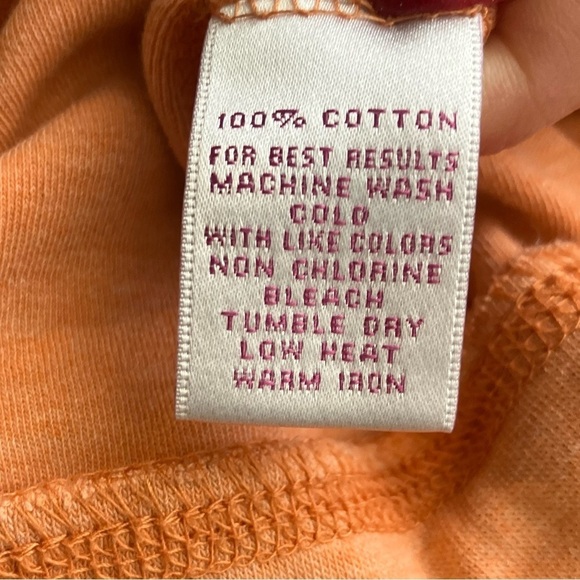 100% COTTON
FOR BEST RESULTS
MACHINE WASH
COLD
WITH LIKE COLORS
NON CHLORINE
BLEACH
TUMBLE DRY
LOW HEAT
WARM IRON